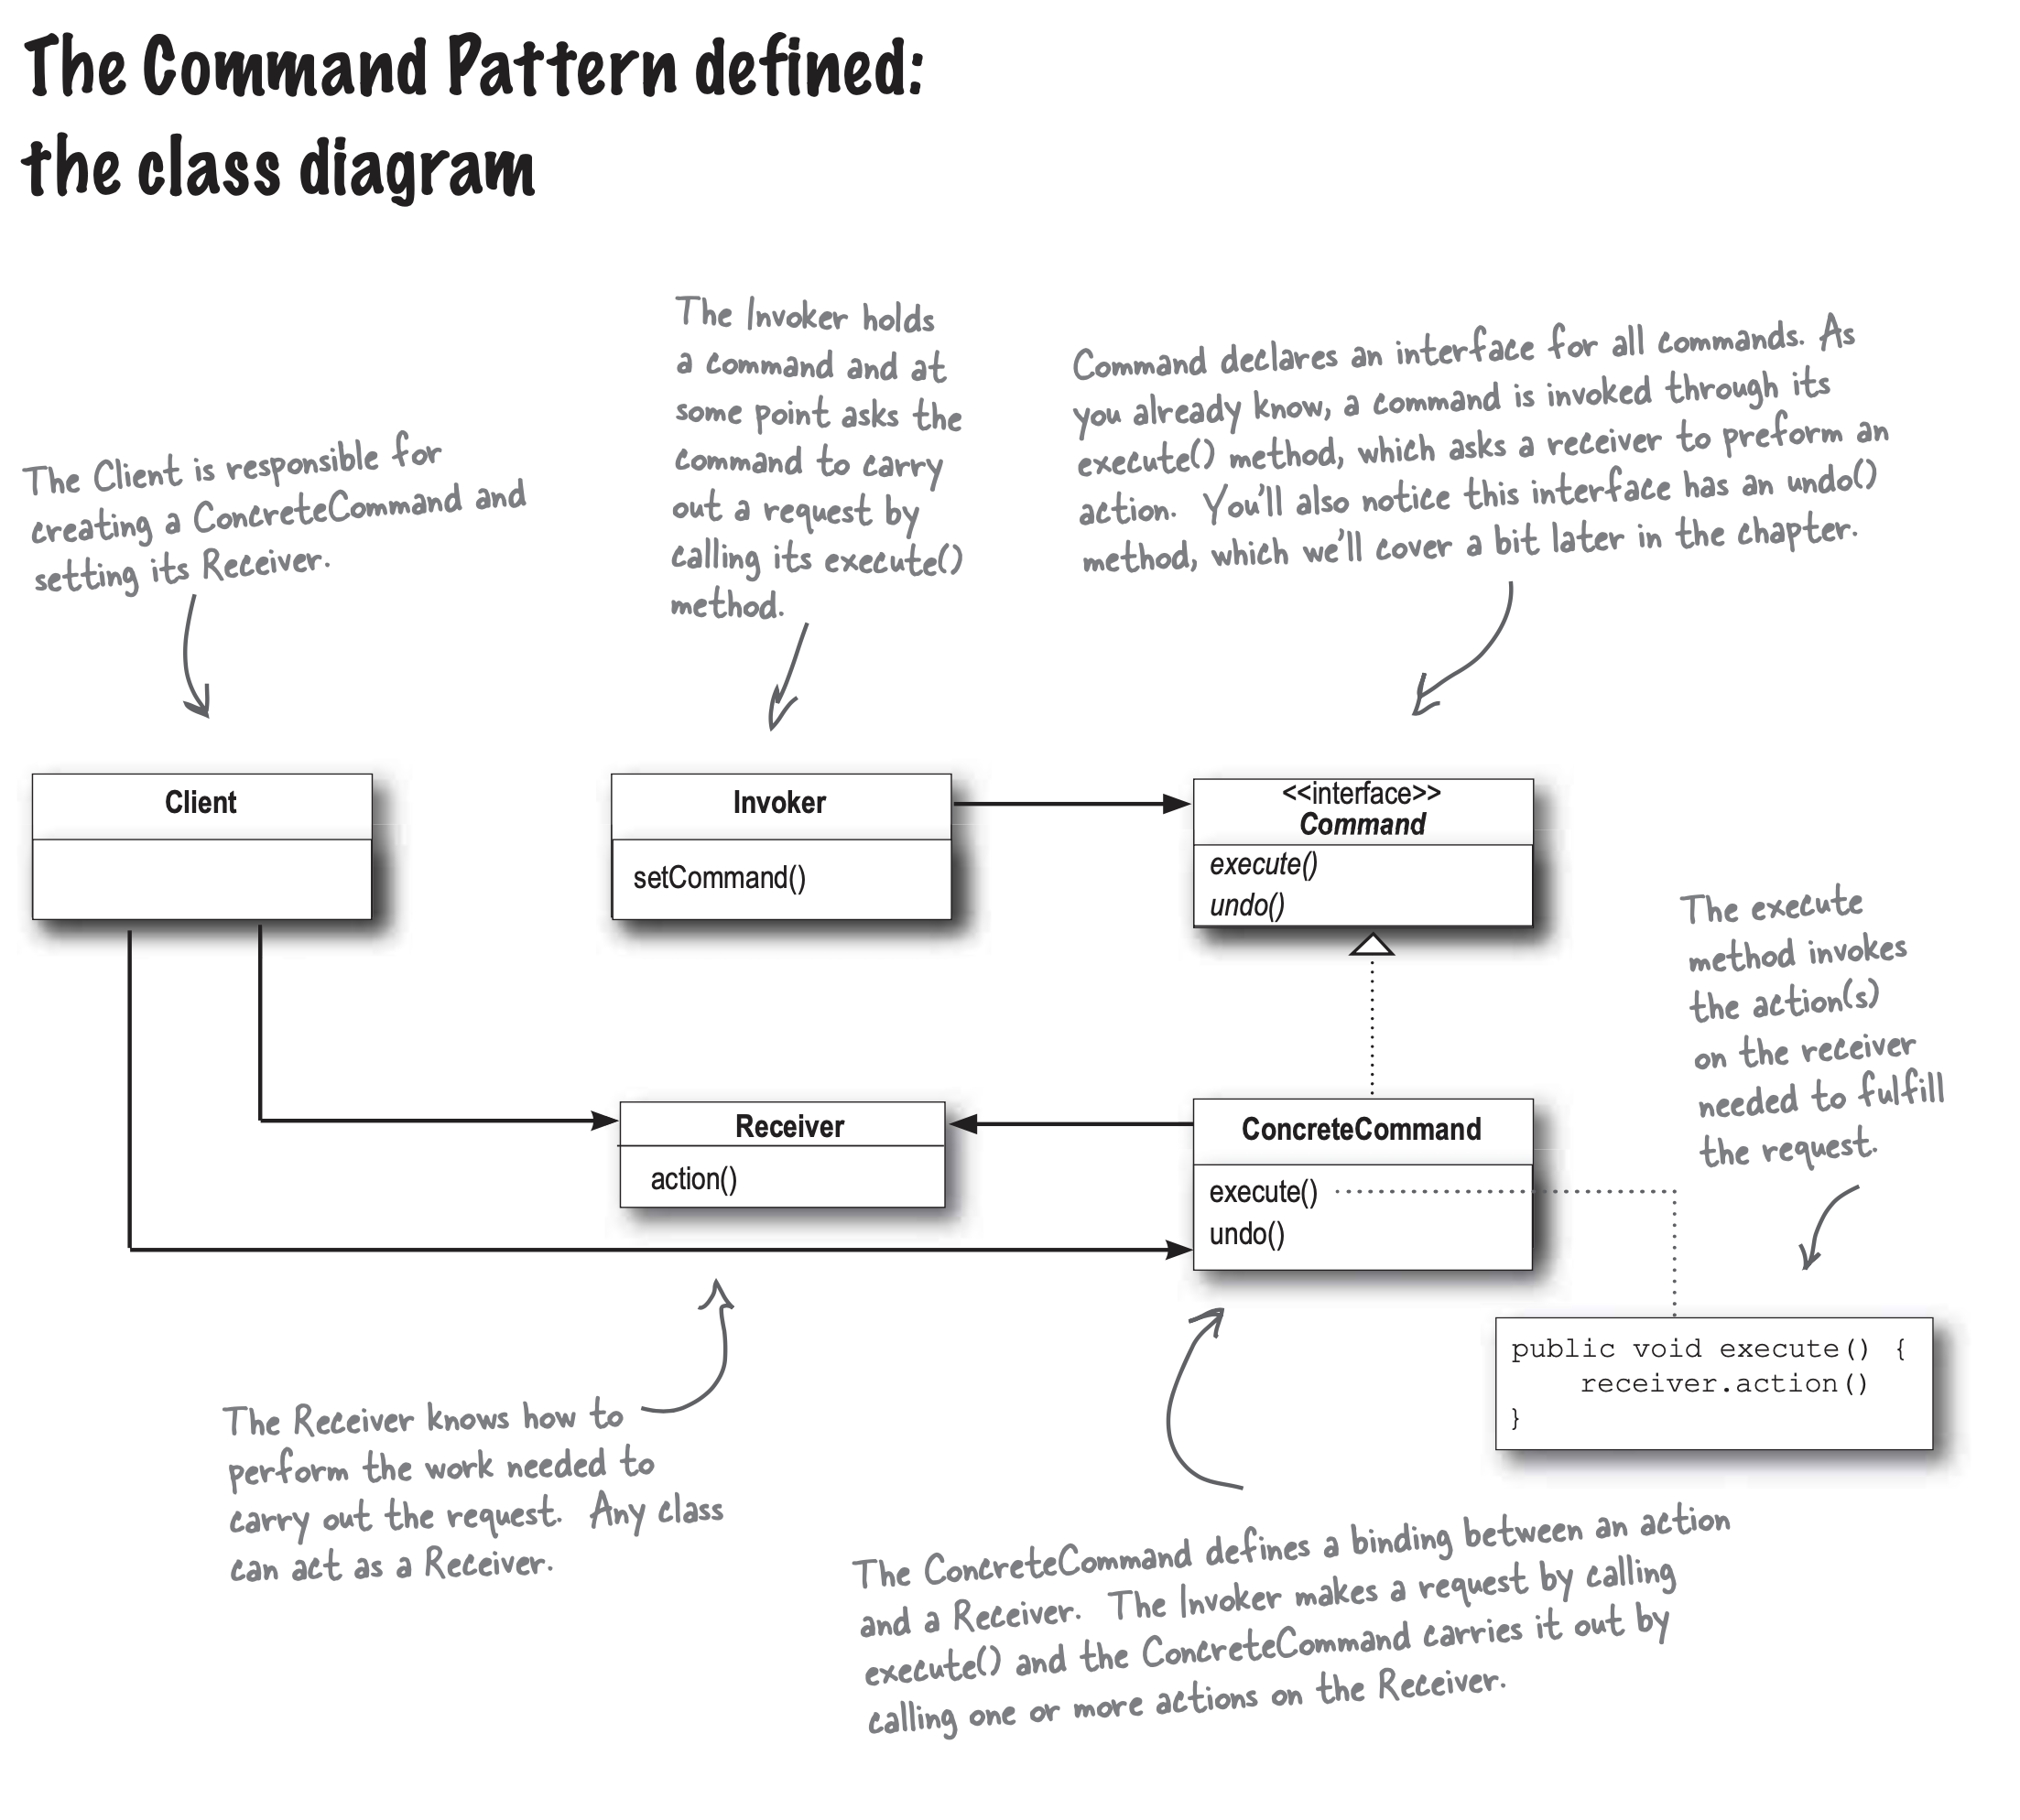 The Command Pattern defined:
the class diagram
The Client is responsible for
creating a ConcreteCommand and
setting its Receiver.
The Invoker holds
a command and at
some point asks the
command to carry
out a request by
calling its execute()
method.
Command declares an interface for all commands. As
you already know, a command is invoked through its
execute() method, which asks a receiver to preform an
action. You'll also notice this interface has an undo()
method, which we'll cover a bit later in the chapter.
Client
Invoker
setCommand()
<<interface>>
Command
execute()
undo()
The execute
method invokes
the action(s)
on the receiver
needed to fulfill
the request.
Receiver
action()
ConcreteCommand
execute()
undo()
public void execute() {
    receiver.action()
}
The Receiver knows how to
perform the work needed to
carry out the request. Any class
can act as a Receiver.
The ConcreteCommand defines a binding between an action
and a Receiver. The Invoker makes a request by calling
execute() and the ConcreteCommand carries it out by
calling one or more actions on the Receiver.